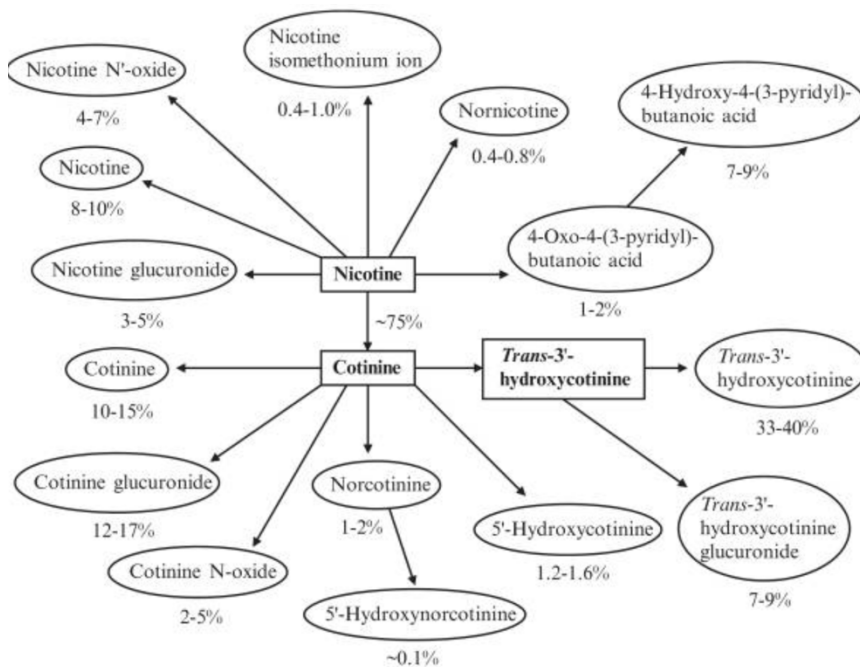 Nicotine
isomethonium ion
0.4-1.0%
Nicotine N'-oxide
4-7%
Nornicotine
0.4-0.8%
4-Hydroxy-4-(3-pyridyl)-
butanoic acid
7-9%
Nicotine
8-10%
4-Oxo-4-(3-pyridyl)-
butanoic acid
1-2%
Nicotine glucuronide
3-5%
Nicotine
~75%
Cotinine
10-15%
Cotinine
Trans-3'-
hydroxycotinine
Trans-3'-
hydroxycotinine
33-40%
Cotinine glucuronide
12-17%
Norcotinine
1-2%
5'-Hydroxycotinine
1.2-1.6%
Trans-3'-
hydroxycotinine
glucuronide
7-9%
Cotinine N-oxide
2-5%
5'-Hydroxynorcotinine
~0.1%